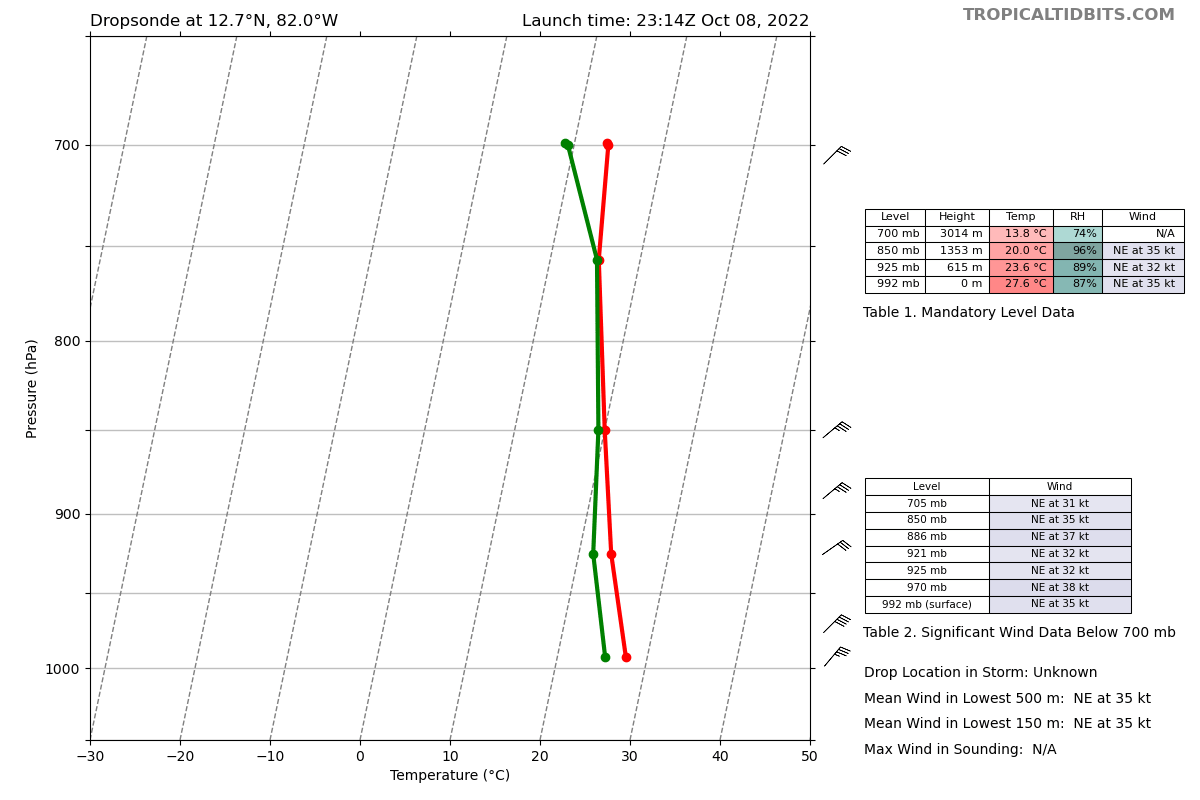 TROPICALTIDBITS.COM
Dropsonde at 12.7°N, 82.0°W Launch time: 23:14Z Oct 08, 2022
700
800
900
1000
Pressure (hPa)
−30 −20 −10 0 10 20 30 40 50
Temperature (°C)
Level Height Temp RH Wind
700 mb 3014 m 13.8 °C 74% N/A
850 mb 1353 m 20.0 °C 96% NE at 35 kt
925 mb 615 m 23.6 °C 89% NE at 32 kt
992 mb 0 m 27.6 °C 87% NE at 35 kt
Table 1. Mandatory Level Data
Level Wind
705 mb NE at 31 kt
850 mb NE at 35 kt
886 mb NE at 37 kt
921 mb NE at 32 kt
925 mb NE at 32 kt
970 mb NE at 38 kt
992 mb (surface) NE at 35 kt
Table 2. Significant Wind Data Below 700 mb
Drop Location in Storm: Unknown
Mean Wind in Lowest 500 m: NE at 35 kt
Mean Wind in Lowest 150 m: NE at 35 kt
Max Wind in Sounding: N/A